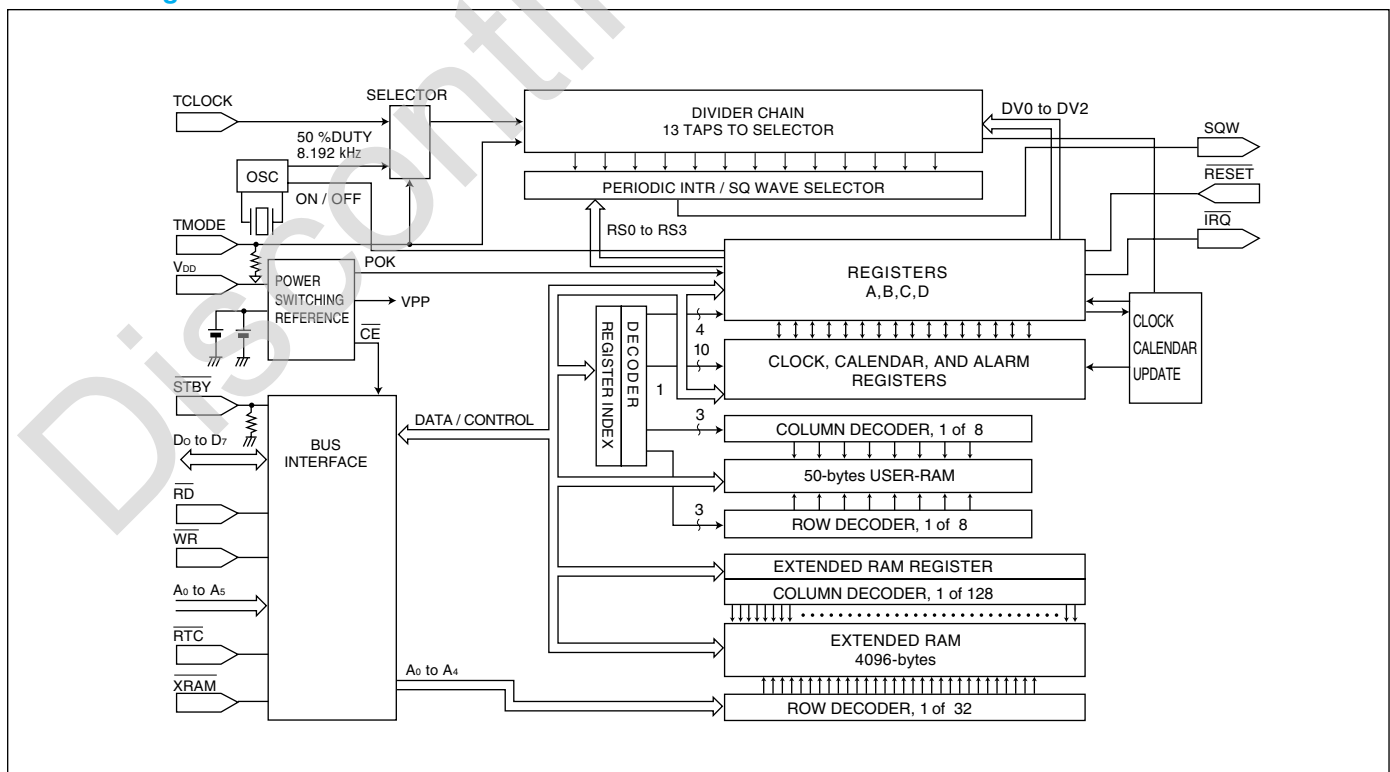 Discontin
TCLOCK
SELECTOR
50 %DUTY
8.192 kHz
OSC
ON / OFF
TMODE
VDD
POWER
SWITCHING
REFERENCE
POK
VPP
CE
STBY
D0 to D7
RD
WR
A0 to A5
RTC
XRAM
BUS
INTERFACE
DATA / CONTROL
A0 to A4
DIVIDER CHAIN
13 TAPS TO SELECTOR
PERIODIC INTR / SQ WAVE SELECTOR
RS0 to RS3
DV0 to DV2
SQW
RESET
IRQ
REGISTERS
A,B,C,D
REGISTER INDEX
DECODER
4
10
1
3
3
CLOCK, CALENDAR, AND ALARM
REGISTERS
CLOCK
CALENDAR
UPDATE
COLUMN DECODER, 1 of 8
50-bytes USER-RAM
ROW DECODER, 1 of 8
EXTENDED RAM REGISTER
COLUMN DECODER, 1 of 128
EXTENDED RAM
4096-bytes
ROW DECODER, 1 of 32